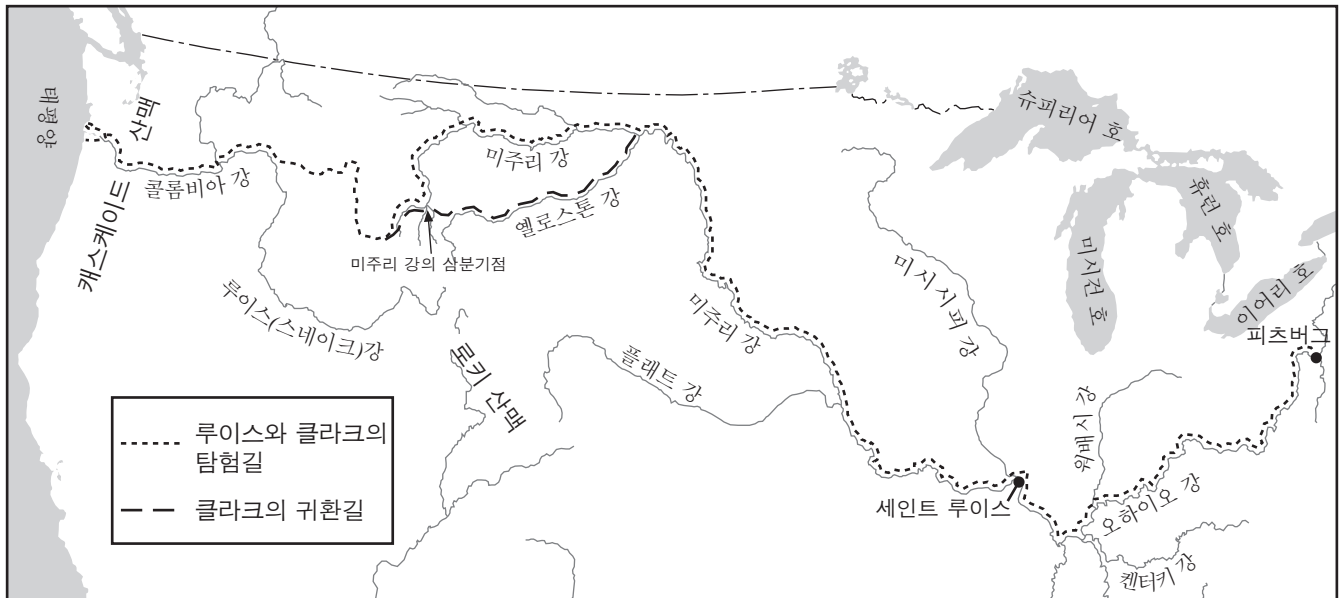 태평양
캐스케이드 산맥
콜롬비아 강
루이스(스네이크)강
미주리 강
옐로스톤 강
미주리 강의 삼분기점
로키 산맥
플래트 강
미주리 강
미시시피 강
세인트 루이스
슈피리어 호
미시건 호
휴런 호
이어리 호
피츠버그
워배시 강
오하이오 강
켄터키 강
루이스와 클라크의
탐험길
클라크의 귀환길